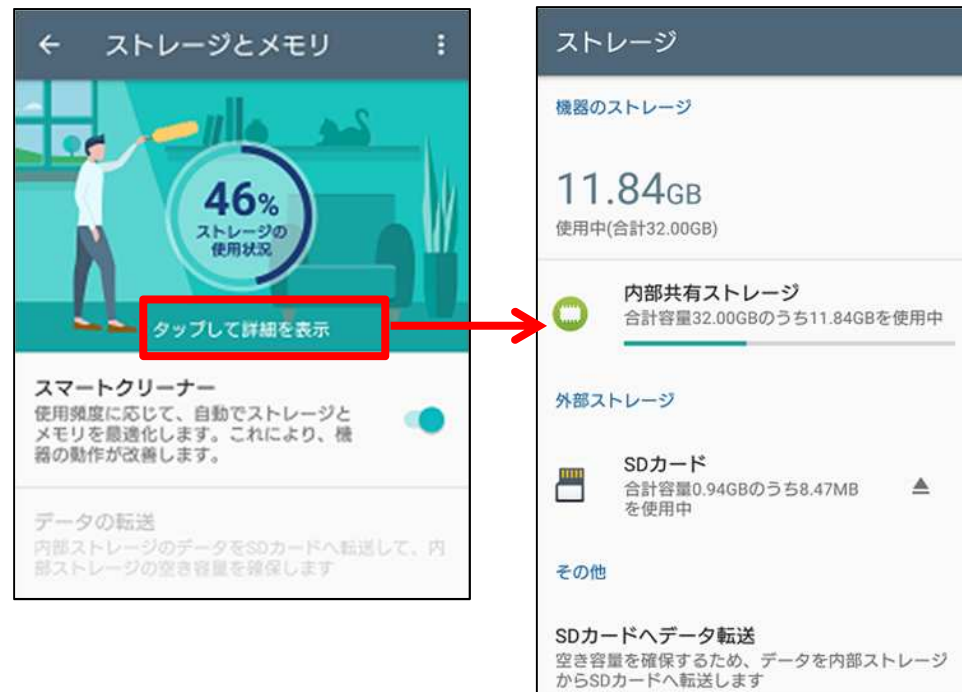 ストレージとメモリ
46%
ストレージの
使用状況
タップして詳細を表示
スマートクリーナー
使用頻度に応じて、自動でストレージと
メモリを最適化します。これにより、機
器の動作が改善します。
データの転送
内部ストレージのデータをSDカードへ転送して、内
部ストレージの空き容量を確保します
ストレージ
機器のストレージ
11.84GB
使用中(合計32.00GB)
内部共有ストレージ
合計容量32.00GBのうち11.84GBを使用中
外部ストレージ
SDカード
合計容量0.94GBのうち8.47MB
を使用中
その他
SDカードへデータ転送
空き容量を確保するため、データを内部ストレージ
からSDカードへ転送します